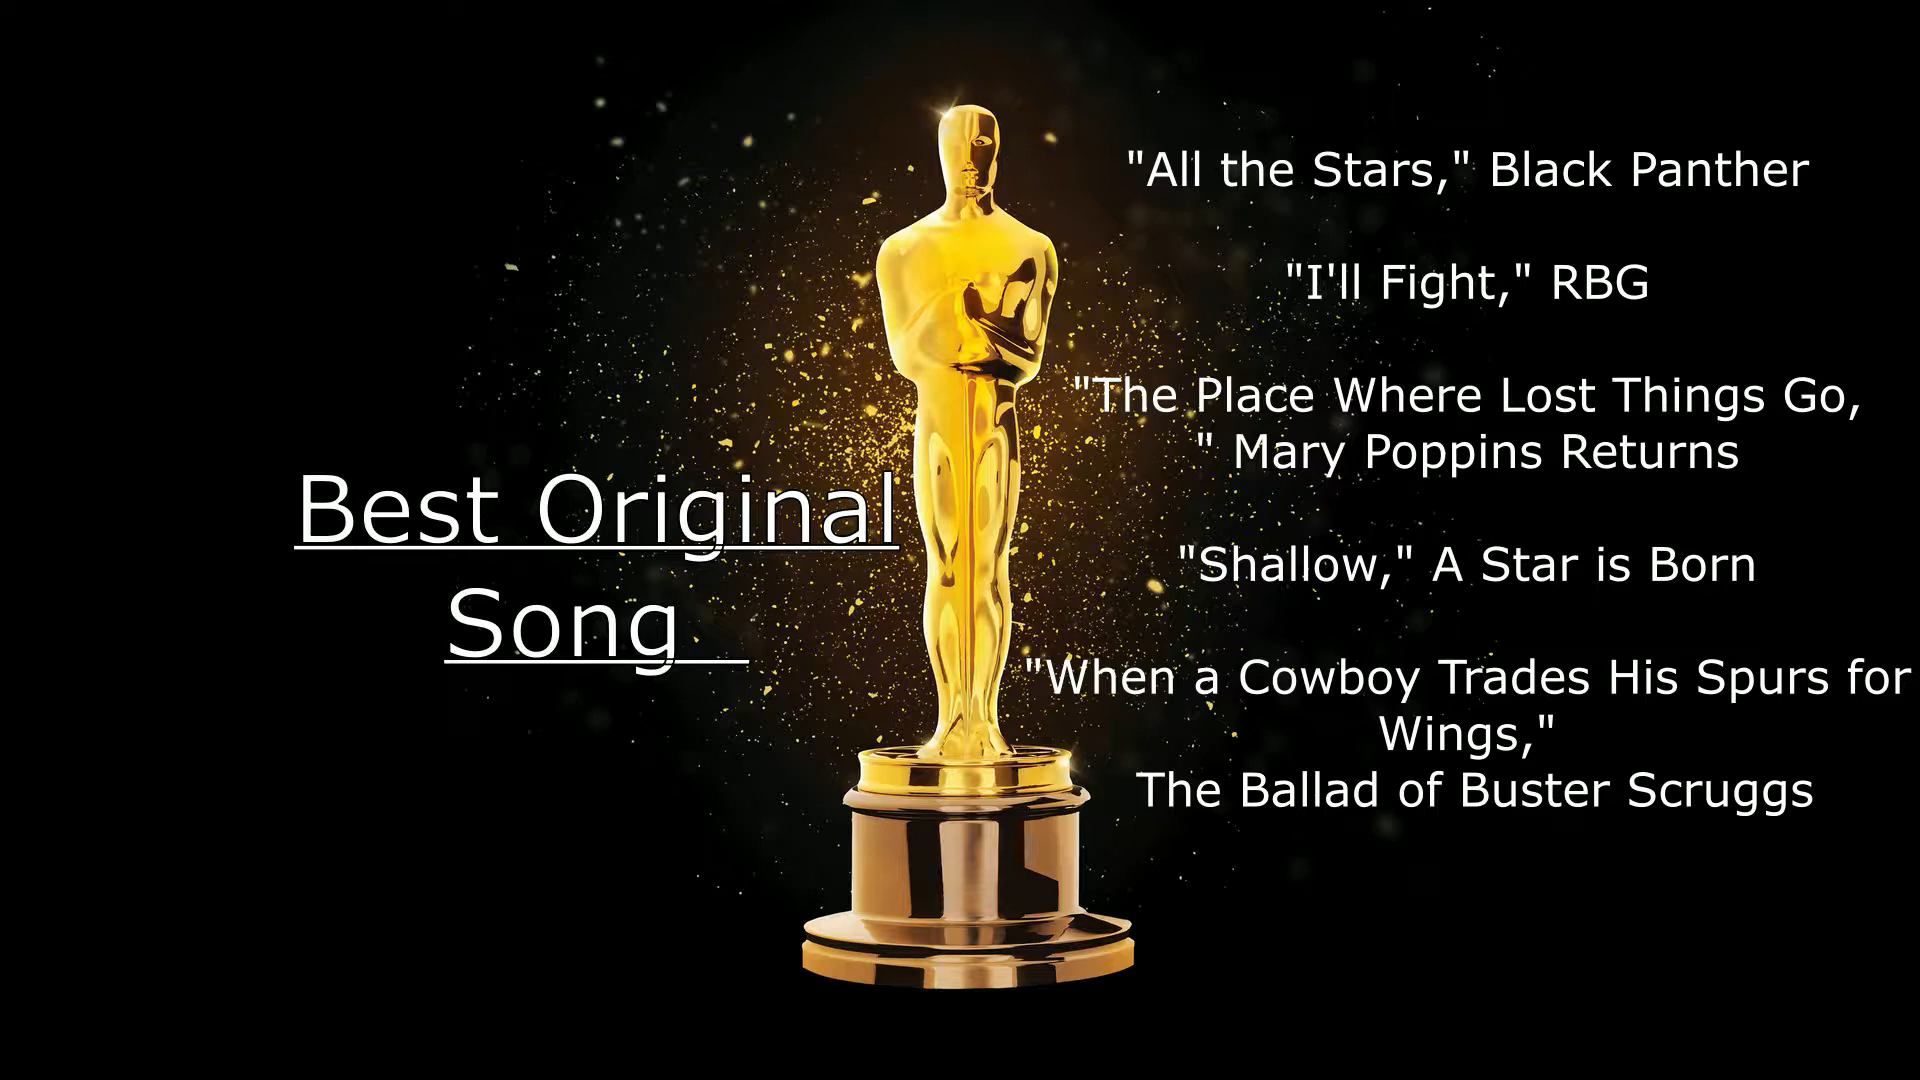 Best Original
Song
"All the Stars," Black Panther
"I'll Fight," RBG
"The Place Where Lost Things Go,
" Mary Poppins Returns
"Shallow," A Star is Born
"When a Cowboy Trades His Spurs for
Wings,"
The Ballad of Buster Scruggs